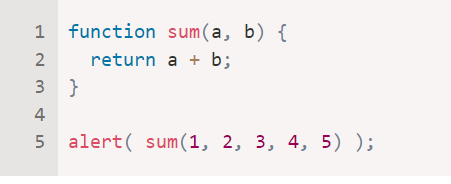 1 function sum(a, b) {
2   return a + b;
3 }
4
5 alert( sum(1, 2, 3, 4, 5) );